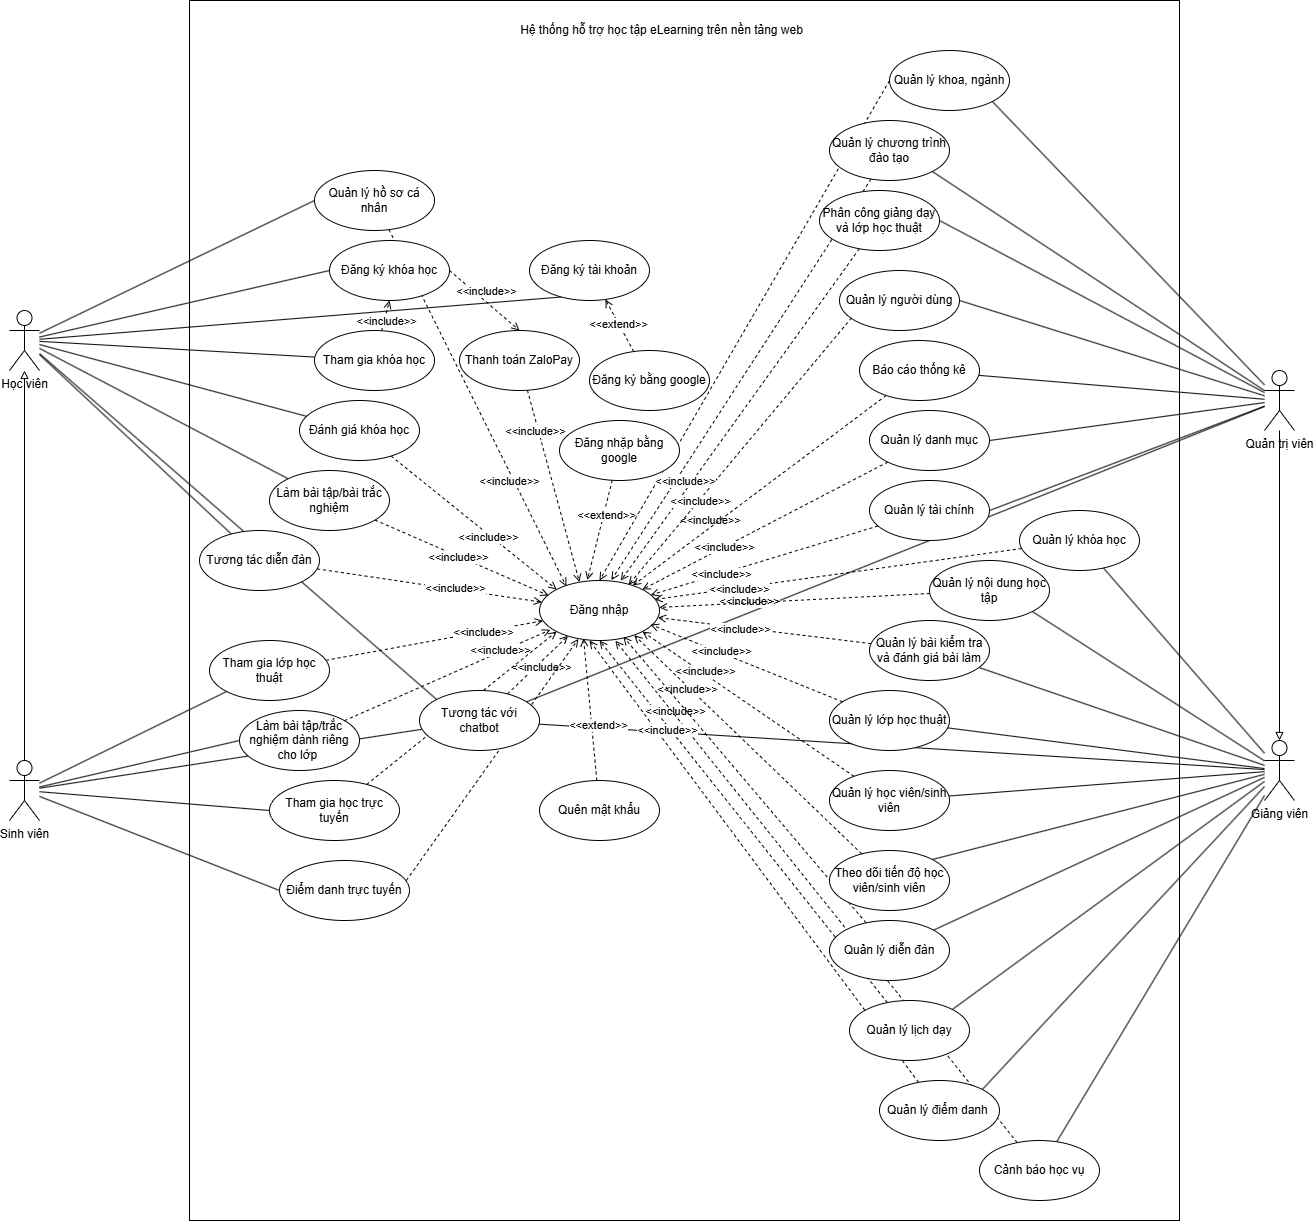 Hệ thống hỗ trợ học tập eLearning trên nền tảng web
Quản lý khoa, ngành
Quản lý chương trình
đào tạo
Quản lý hồ sơ cá
nhân
Phân công giảng dạy
và lớp học thuật
Đăng ký khóa học
Đăng ký tài khoản
<<include>>
Quản lý người dùng
<<include>>
<<extend>>
Tham gia khóa học
Thanh toán ZaloPay
Báo cáo thống kê
Học viên
Đăng ký bằng google
Đánh giá khóa học
<<include>>
Đăng nhập bằng
google
Quản lý danh mục
Quản trị viên
<<include>>
<<include>>
Làm bài tập/bài trắc
nghiệm
<<include>>
Quản lý tài chính
<<extend>>
<<include>>
<<include>>
<<include>>
Quản lý khóa học
Tương tác diễn đàn
<<include>>
<<include>>
<<include>>
<<include>>
<<include>>
<<include>>
Quản lý nội dung học
tập
Đăng nhập
<<include>>
<<include>>
Quản lý bài kiểm tra
và đánh giá bài làm
<<include>>
<<include>>
Tham gia lớp học
thuật
<<include>>
<<include>>
<<include>>
Làm bài tập/trắc
nghiệm dành riêng
cho lớp
Tương tác với
chatbot
<<extend>>
<<include>>
<<include>>
Quản lý lớp học thuật
Sinh viên
Tham gia học trực
tuyến
Quên mật khẩu
Quản lý học viên/sinh
viên
Giảng viên
Điểm danh trực tuyến
Theo dõi tiến độ học
viên/sinh viên
Quản lý diễn đàn
Quản lý lịch dạy
Quản lý điểm danh
Cảnh báo học vụ